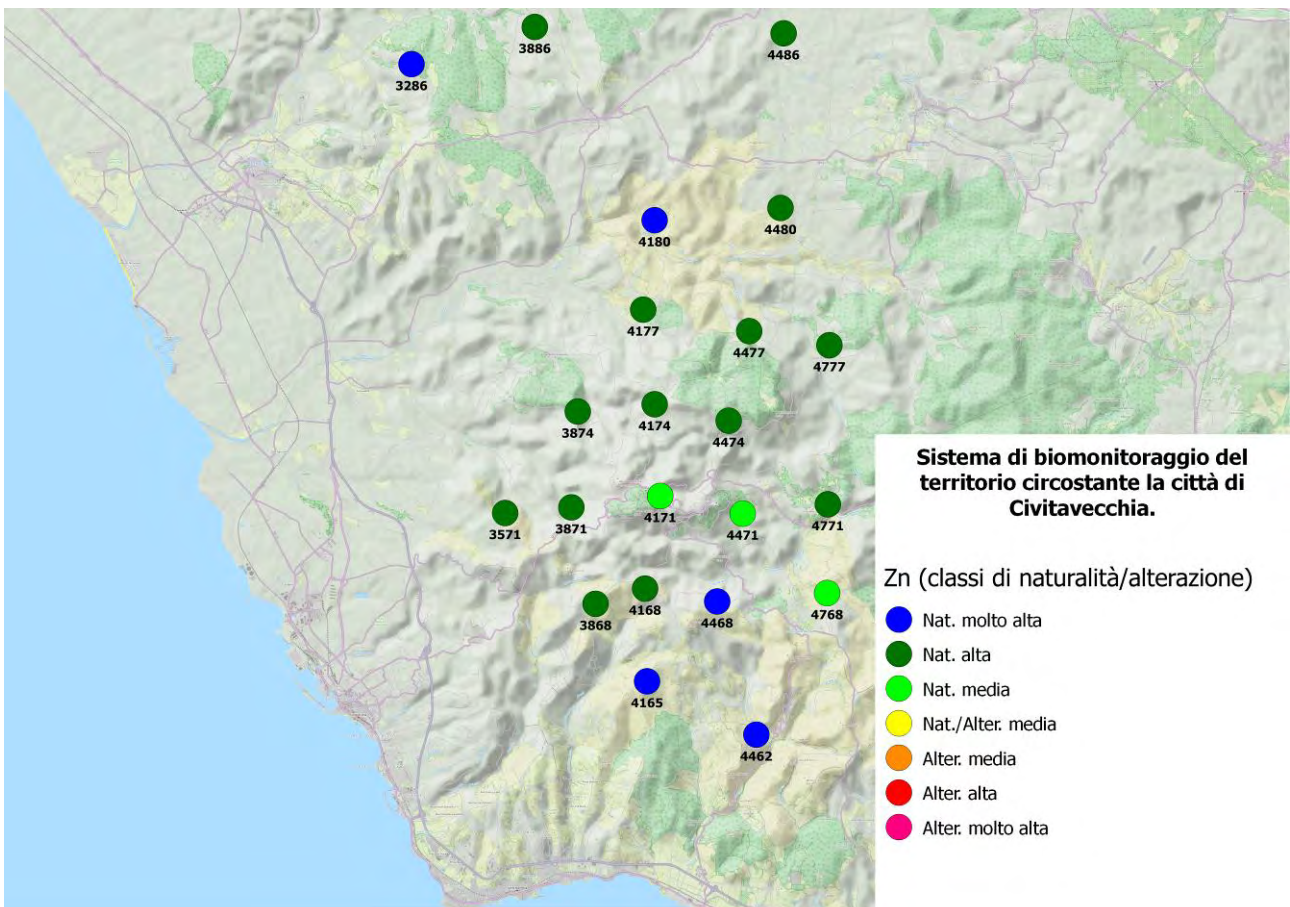 3886
4486
3286
4180
4480
4177
4477
4777
3874
4174
4474
Sistema di biomonitoraggio del
territorio circostante la città di
Civitavecchia.
3571
3871
4171
4471
4771
Zn (classi di naturalità/alterazione)
3868
4168
4468
4768
Nat. molto alta
Nat. alta
Nat. media
4165
Nat./Alter. media
4462
Alter. media
Alter. alta
Alter. molto alta